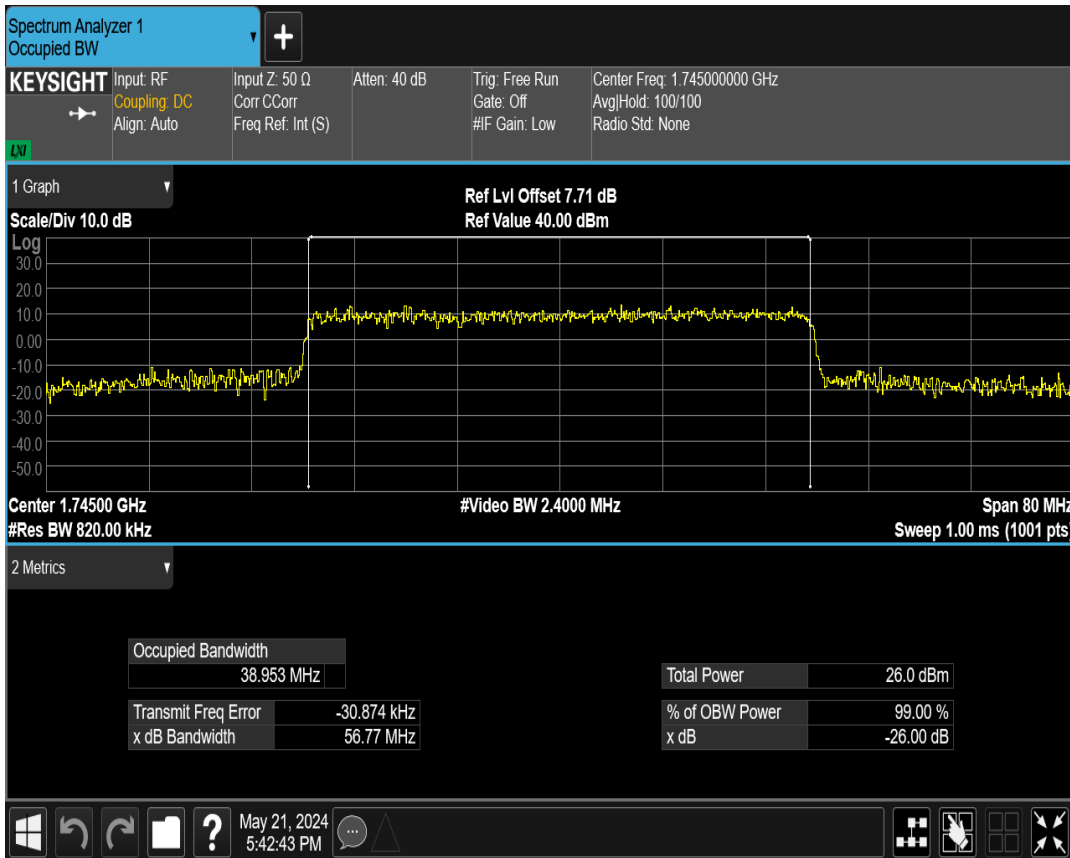 Spectrum Analyzer 1
Occupied BW
KEYSIGHT
LXI
Input: RF
Coupling: DC
Align: Auto
Input Z: 50 Ω
Corr CCorr
Freq Ref: Int (S)
Atten: 40 dB
Trig: Free Run
Gate: Off
#IF Gain: Low
Center Freq: 1.745000000 GHz
Avg|Hold: 100/100
Radio Std: None
1 Graph
Scale/Div 10.0 dB
Ref Lvl Offset 7.71 dB
Ref Value 40.00 dBm
Log
30.0
20.0
10.0
0.00
-10.0
-20.0
-30.0
-40.0
-50.0
Center 1.74500 GHz
#Video BW 2.4000 MHz
Span 80 MHz
#Res BW 820.00 kHz
Sweep 1.00 ms (1001 pts)
2 Metrics
Occupied Bandwidth
38.953 MHz
Total Power 26.0 dBm
Transmit Freq Error -30.874 kHz
% of OBW Power 99.00 %
x dB Bandwidth 56.77 MHz
x dB -26.00 dB
?
May 21, 2024
5:42:43 PM